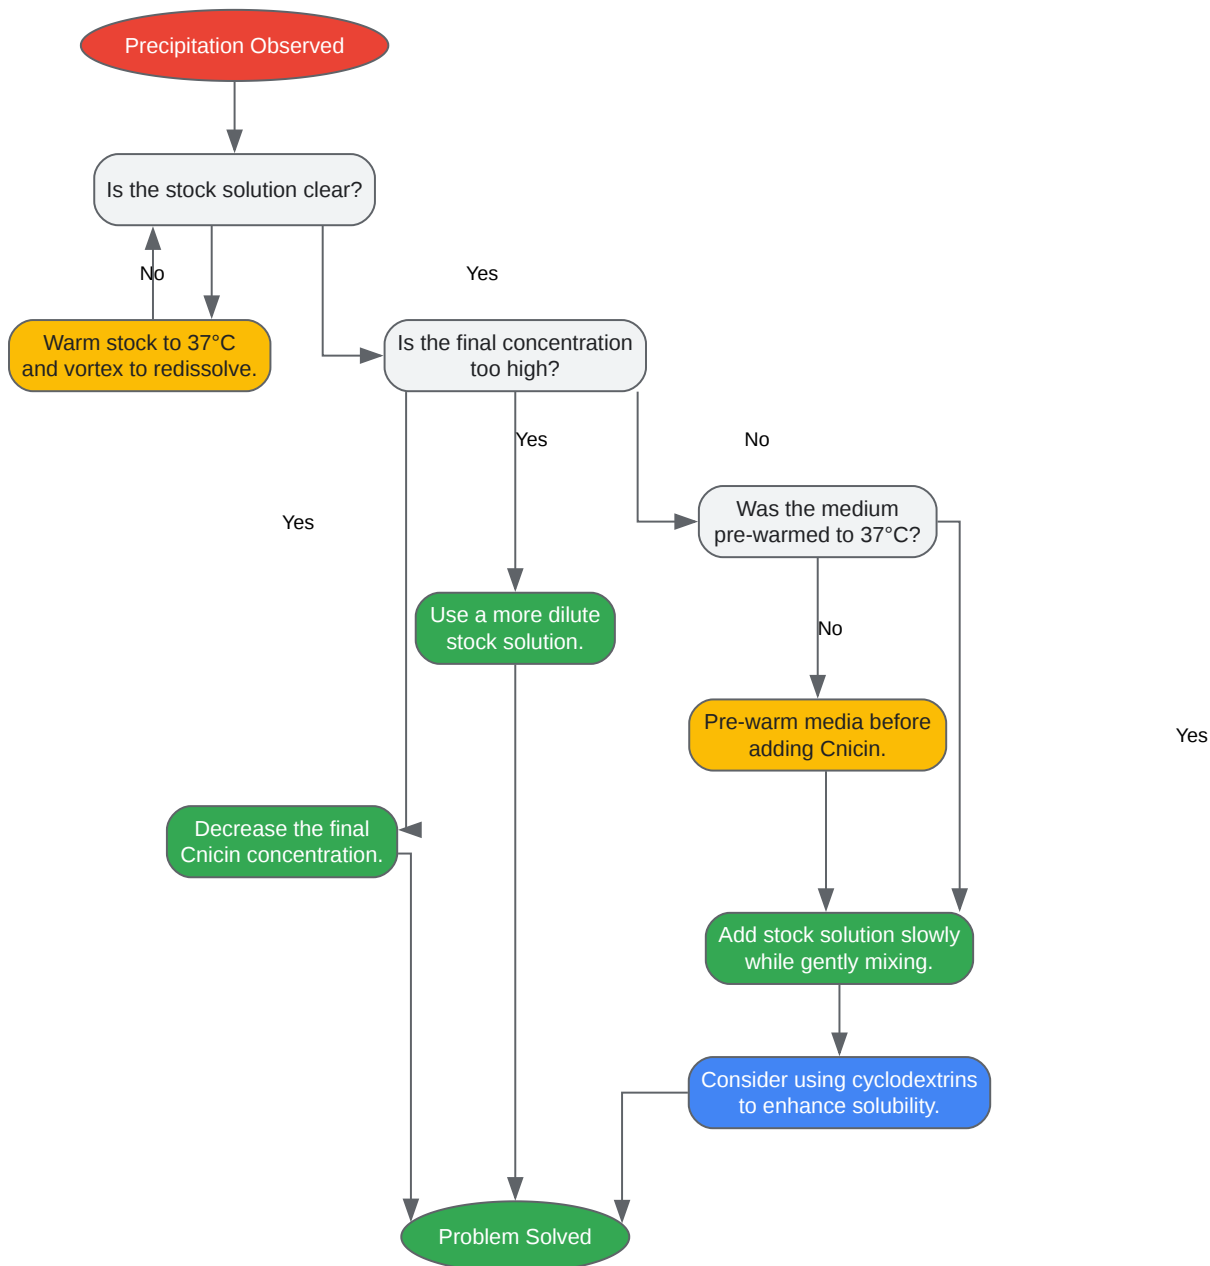 Precipitation Observed
Is the stock solution clear?
No
Yes
Warm stock to 37°C
and vortex to redissolve.
Is the final concentration
too high?
Yes
No
Yes
Was the medium
pre-warmed to 37°C?
Use a more dilute
stock solution.
No
Pre-warm media before
adding Cnicin.
Yes
Decrease the final
Cnicin concentration.
Add stock solution slowly
while gently mixing.
Consider using cyclodextrins
to enhance solubility.
Problem Solved